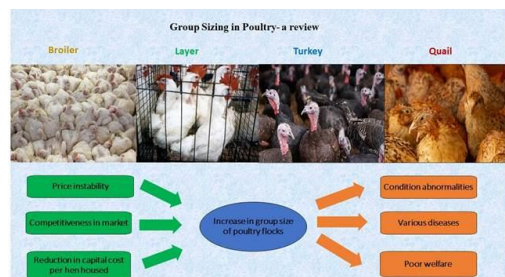 Group Sizing in Poultry- a review
Broiler
Layer
Turkey
Quail
Price instability
Competitiveness in market
Reduction in capital cost
per hen housed
Increase in group size
of poultry flocks
Condition abnormalities
Various diseases
Poor welfare